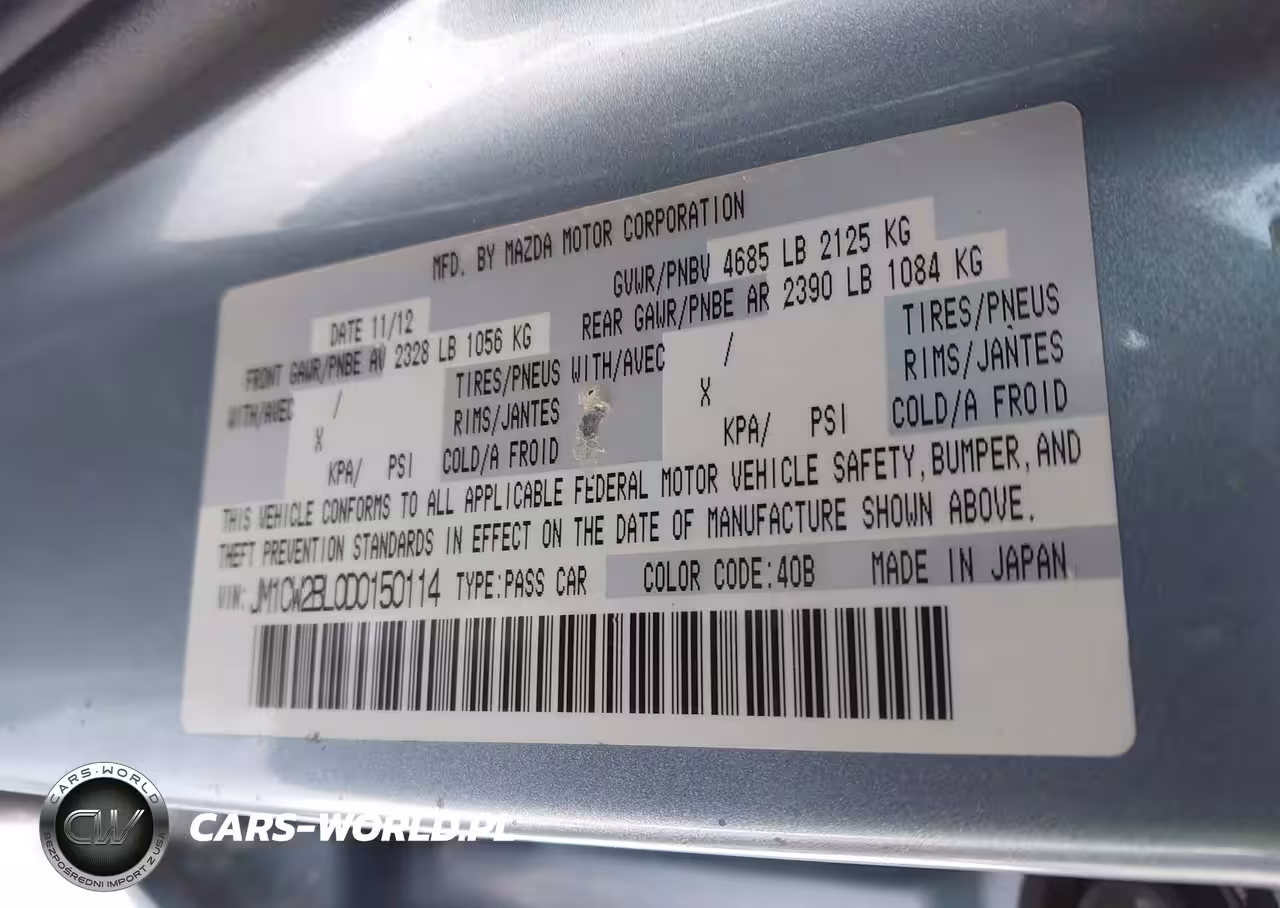 MFD. BY MAZDA MOTOR CORPORATION
DATE 11/12 GVWR/PNBV 4685 LB 2125 KG
FRONT GAWR/PNBE AV 2328 LB 1056 KG REAR GAWR/PNBE AR 2390 LB 1084 KG
WITH/AVEC / TIRES/PNEUS WITH/AVEC / TIRES/PNEUS
X RIMS/JANTES X RIMS/JANTES
KPA/ PSI COLD/A FROID KPA/ PSI COLD/A FROID
THIS VEHICLE CONFORMS TO ALL APPLICABLE FEDERAL MOTOR VEHICLE SAFETY, BUMPER, AND
THEFT PREVENTION STANDARDS IN EFFECT ON THE DATE OF MANUFACTURE SHOWN ABOVE.
VIN: JM1CW2BL0D0150114 TYPE:PASS CAR COLOR CODE:40B MADE IN JAPAN
CARS-WORLD
CW
BEZPOŚREDNI IMPORT Z USA
CARS-WORLD.PL